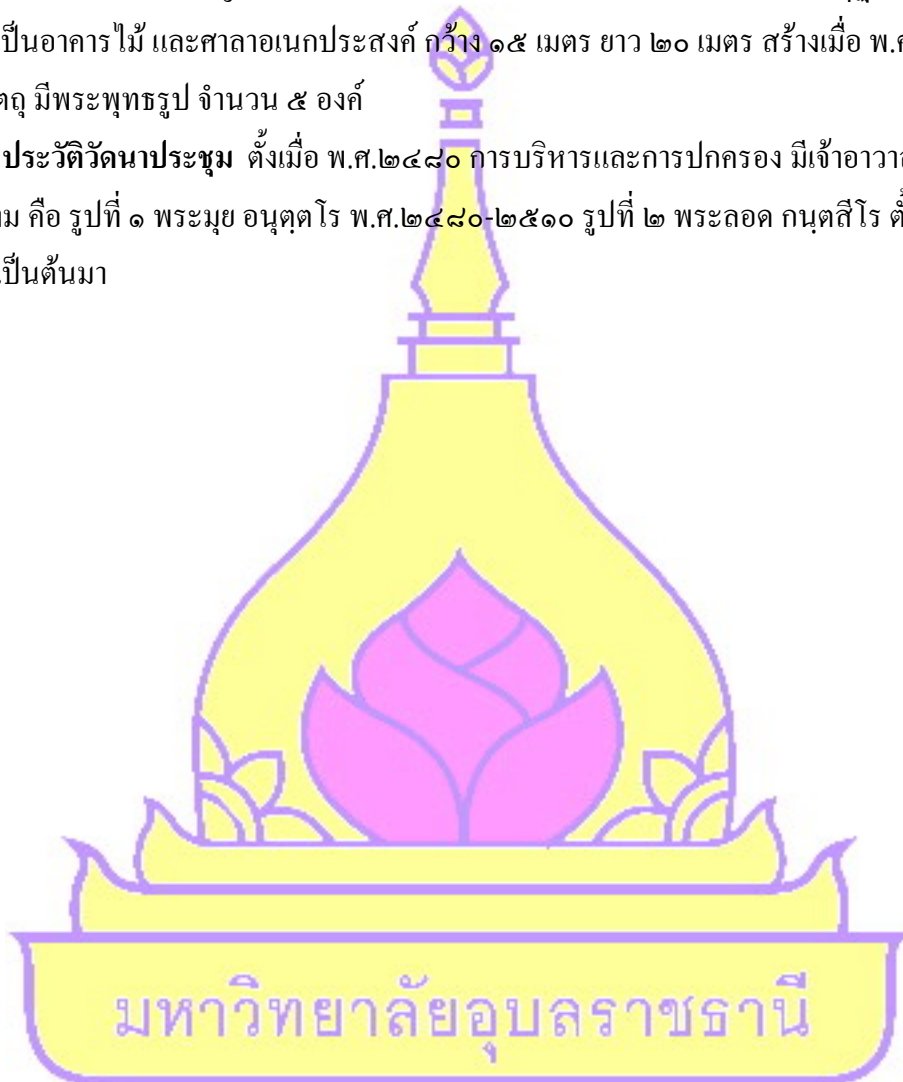 ป็นอาคารไม้ และศาลาอเนกประสงค์ กว้าง ๑๕ เมตร ยาว ๒๐ เมตร สร้างเมื่อ พ.ศ
ตถุ มีพระพุทธรูป จำนวน ๕ องค์
ประวัติวัดนาประชุม ตั้งเมื่อ พ.ศ.๒๔๘๐ การบริหารและการปกครอง มีเจ้าอาวา
ม คือ รูปที่ ๑ พระมุย อนุตฺตโร พ.ศ.๒๔๘๐-๒๕๑๐ รูปที่ ๒ พระลอด กนฺตสีโร ตั้
เป็นต้นมา
มหาวิทยาลัยอุบลราชธานี